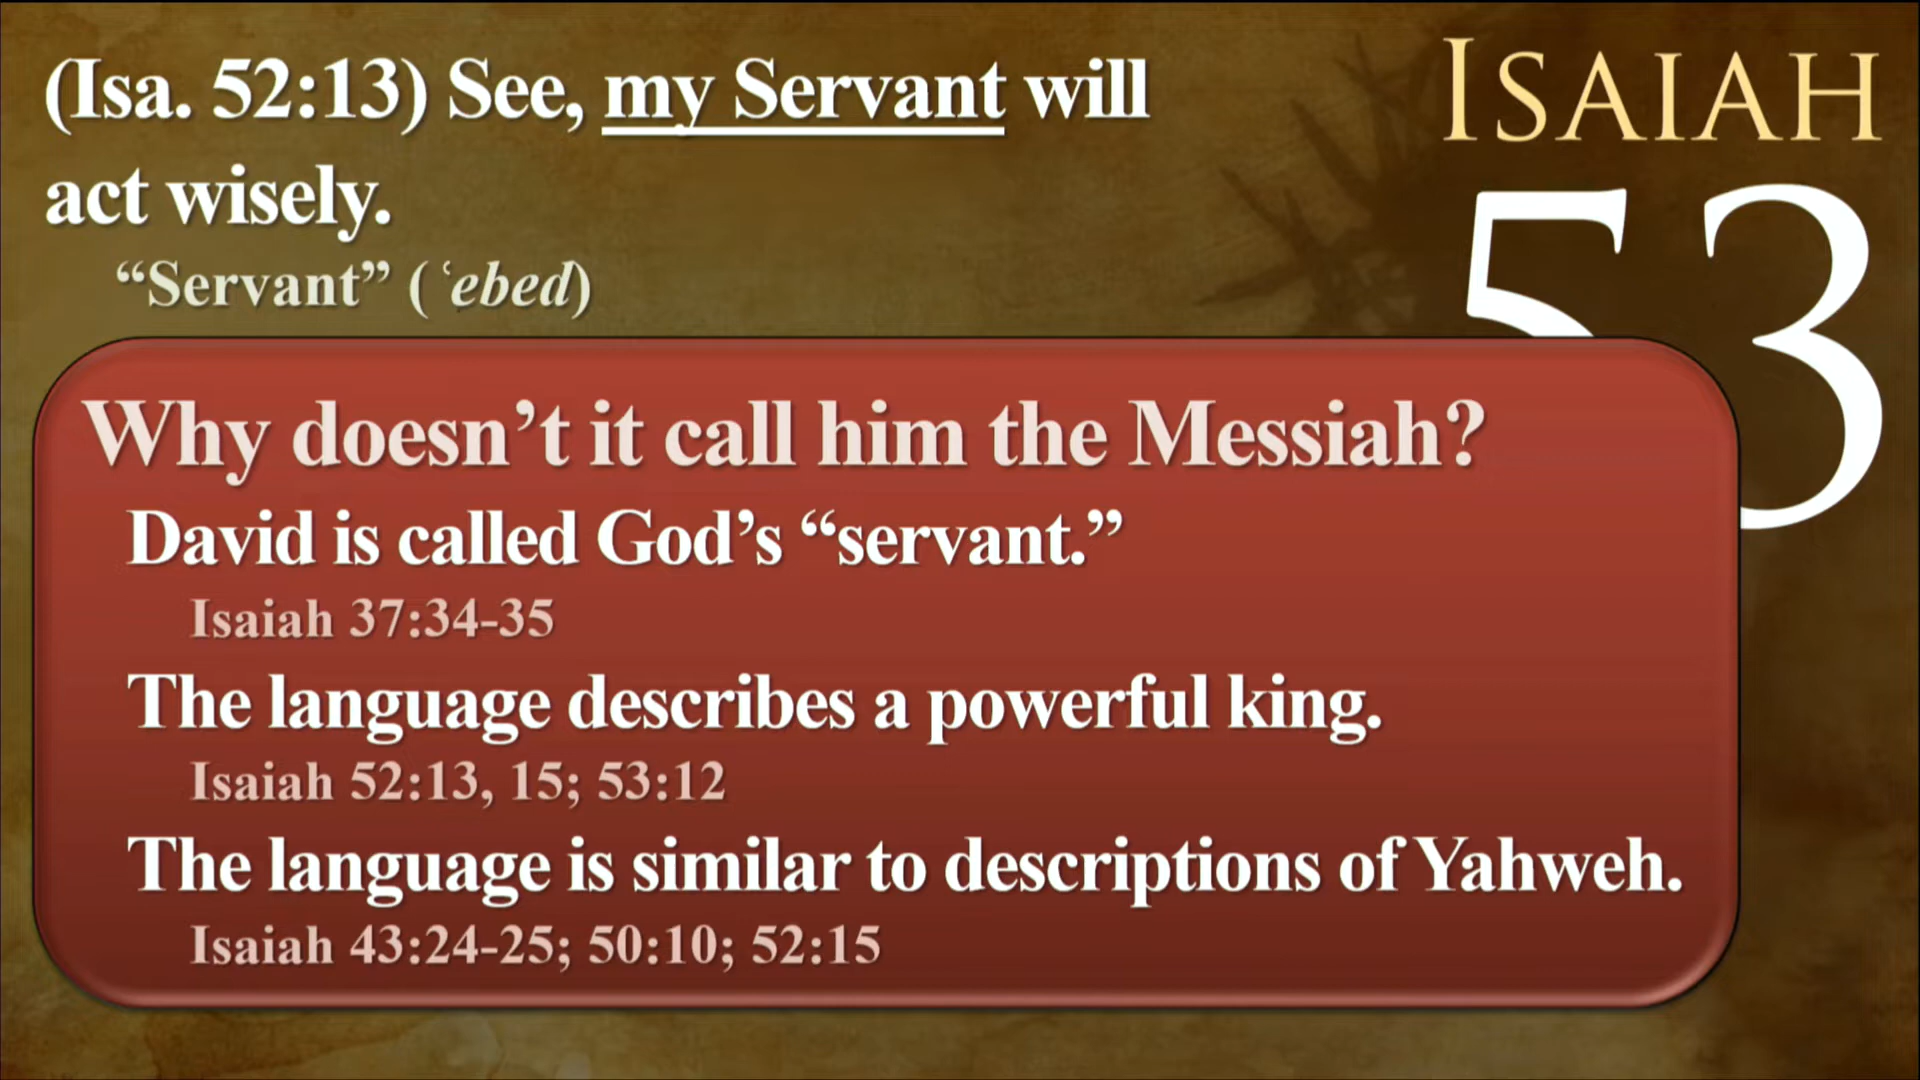 (Isa. 52:13) See, my Servant will
act wisely.
“Servant” ( ʿebed)
ISAIAH
53
Why doesn’t it call him the Messiah?
David is called God’s “servant.”
Isaiah 37:34-35
The language describes a powerful king.
Isaiah 52:13, 15; 53:12
The language is similar to descriptions of Yahweh.
Isaiah 43:24-25; 50:10; 52:15